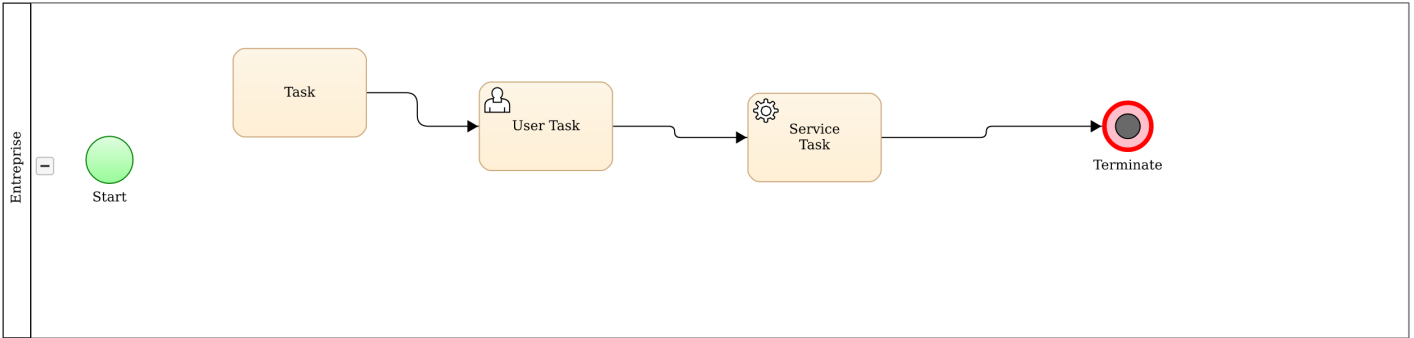 Entreprise
Start
Task
User Task
Service
Task
Terminate